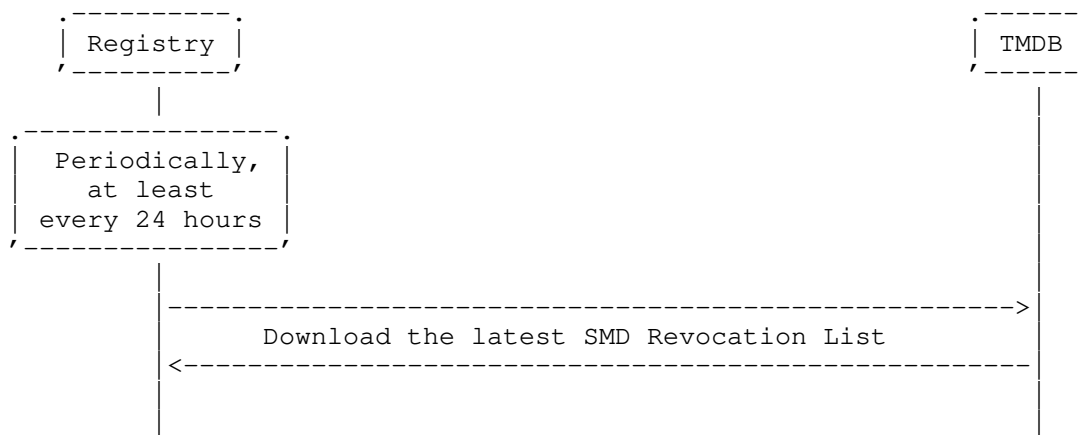 Registry
TMDB
Periodically,
at least
every 24 hours
Download the latest SMD Revocation List